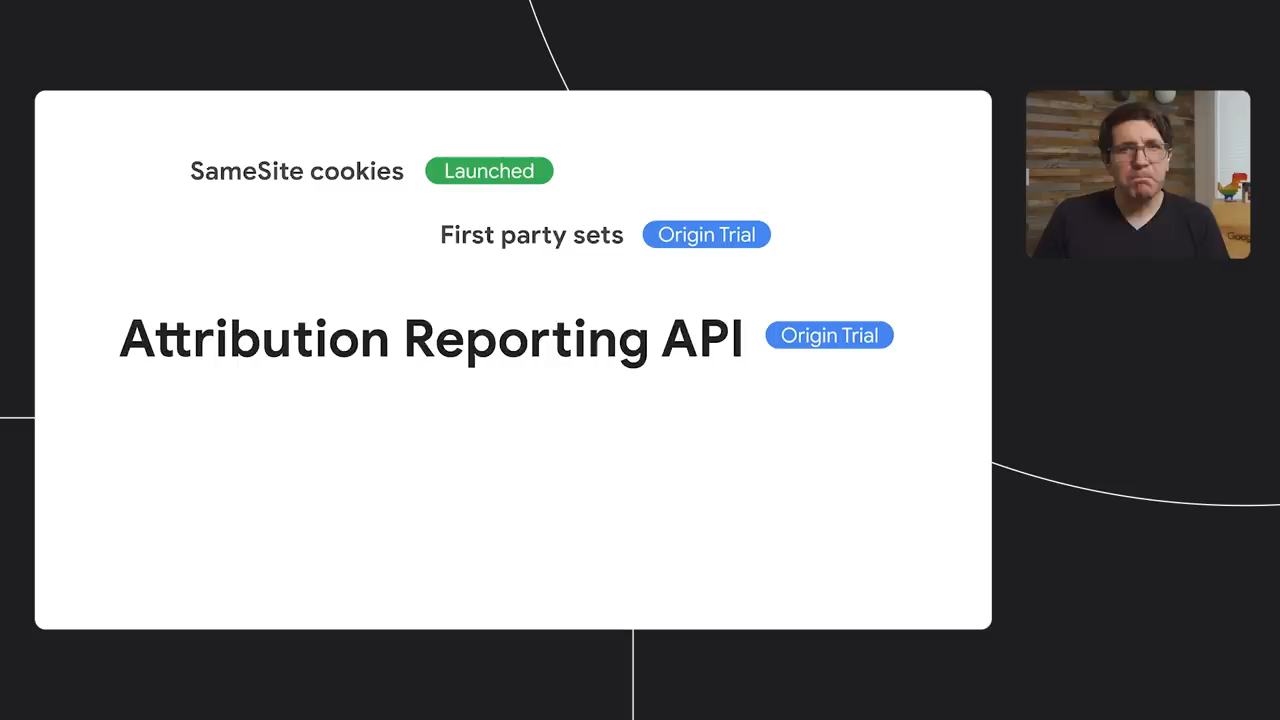 SameSite cookies Launched
First party sets Origin Trial
Attribution Reporting API Origin Trial